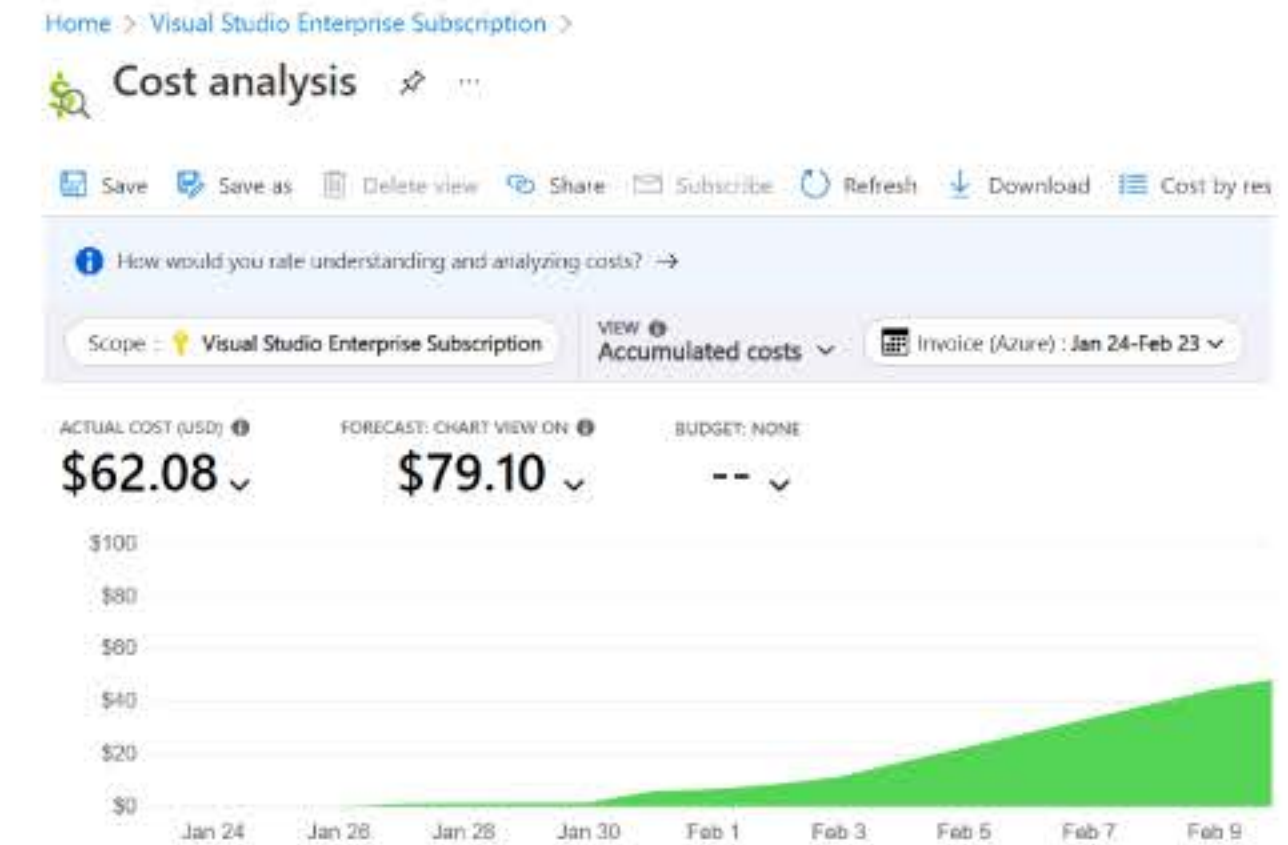 Home > Visual Studio Enterprise Subscription >
Cost analysis ...
Save Save as Delete view Share Subscribe Refresh Download Cost by res
How would you rate understanding and analyzing costs? →
Scope : Visual Studio Enterprise Subscription
VIEW
Accumulated costs
Invoice (Azure) : Jan 24-Feb 23
ACTUAL COST (USD) FORECAST: CHART VIEW ON BUDGET: NONE
$62.08 $79.10 --
$100
$80
$60
$40
$20
$0
Jan 24 Jan 26 Jan 28 Jan 30 Feb 1 Feb 3 Feb 5 Feb 7 Feb 9